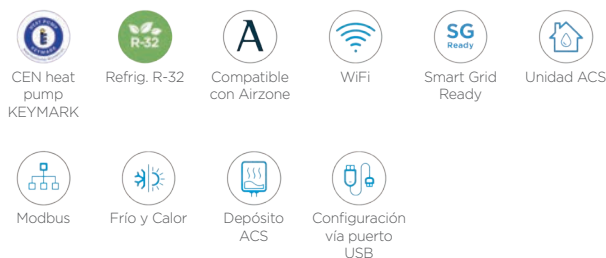 R-32
A
SG
Ready
CEN heat
pump
KEYMARK
Refrig. R-32
Compatible
con Airzone
WiFi
Smart Grid
Ready
Unidad ACS
Modbus
Frío y Calor
Depósito
ACS
Configuración
vía puerto
USB